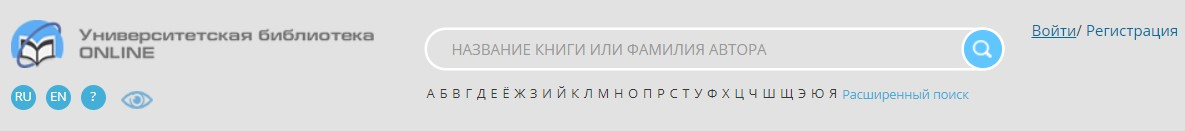 Университетская библиотека
ONLINE
НАЗВАНИЕ КНИГИ ИЛИ ФАМИЛИЯ АВТОРА
Войти/ Регистрация
RU EN ?
А Б В Г Д Е Ё Ж З И Й К Л М Н О П Р С Т У Ф Х Ц Ч Ш Щ Э Ю Я Расширенный поиск